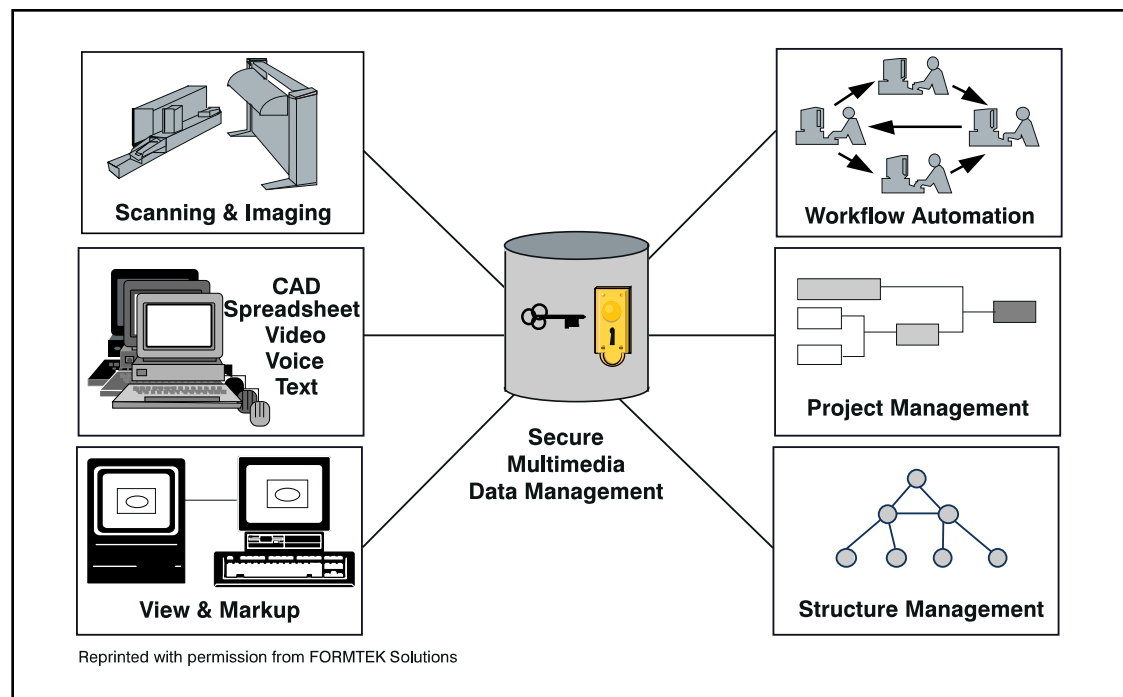 Scanning & Imaging
CAD
Spreadsheet
Video
Voice
Text
View & Markup
Secure
Multimedia
Data Management
Workflow Automation
Project Management
Structure Management
Reprinted with permission from FORMTEK Solutions